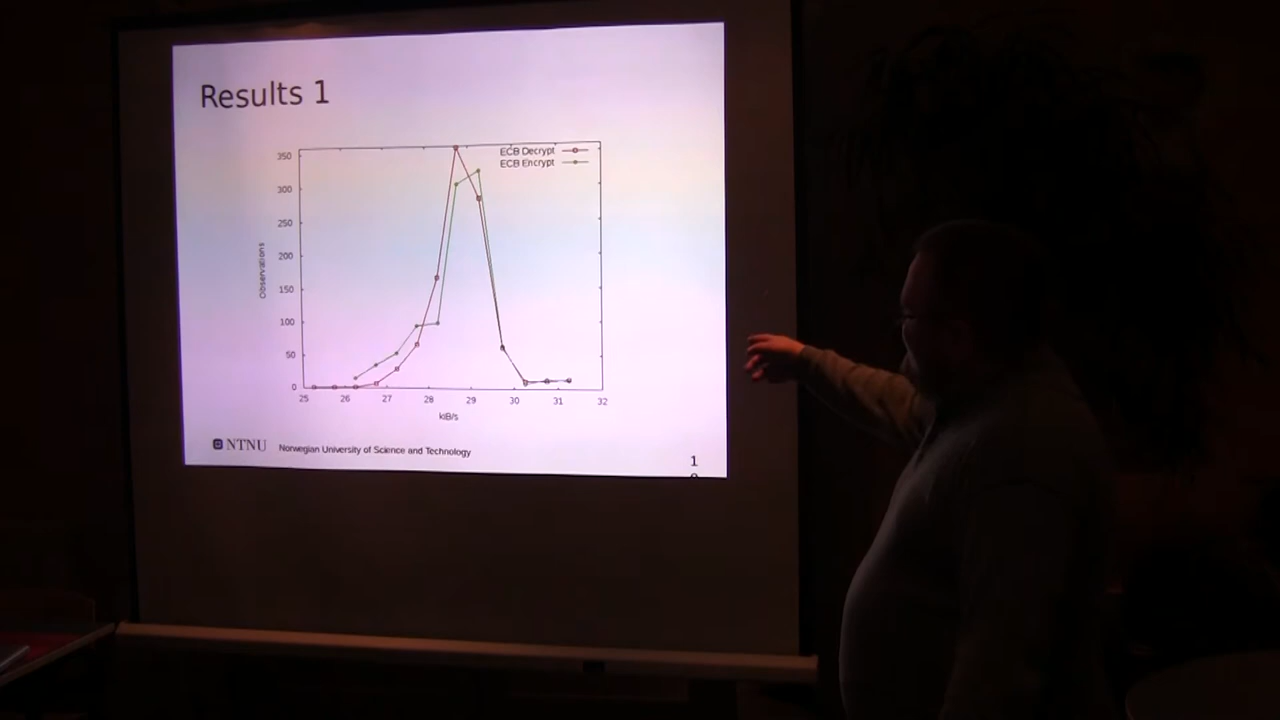 Results 1
ECB Decrypt
ECB Encrypt
350
300
250
200
150
100
50
0
Observations
25 26 27 28 29 30 31 32
kiB/s
NTNU Norwegian University of Science and Technology
1